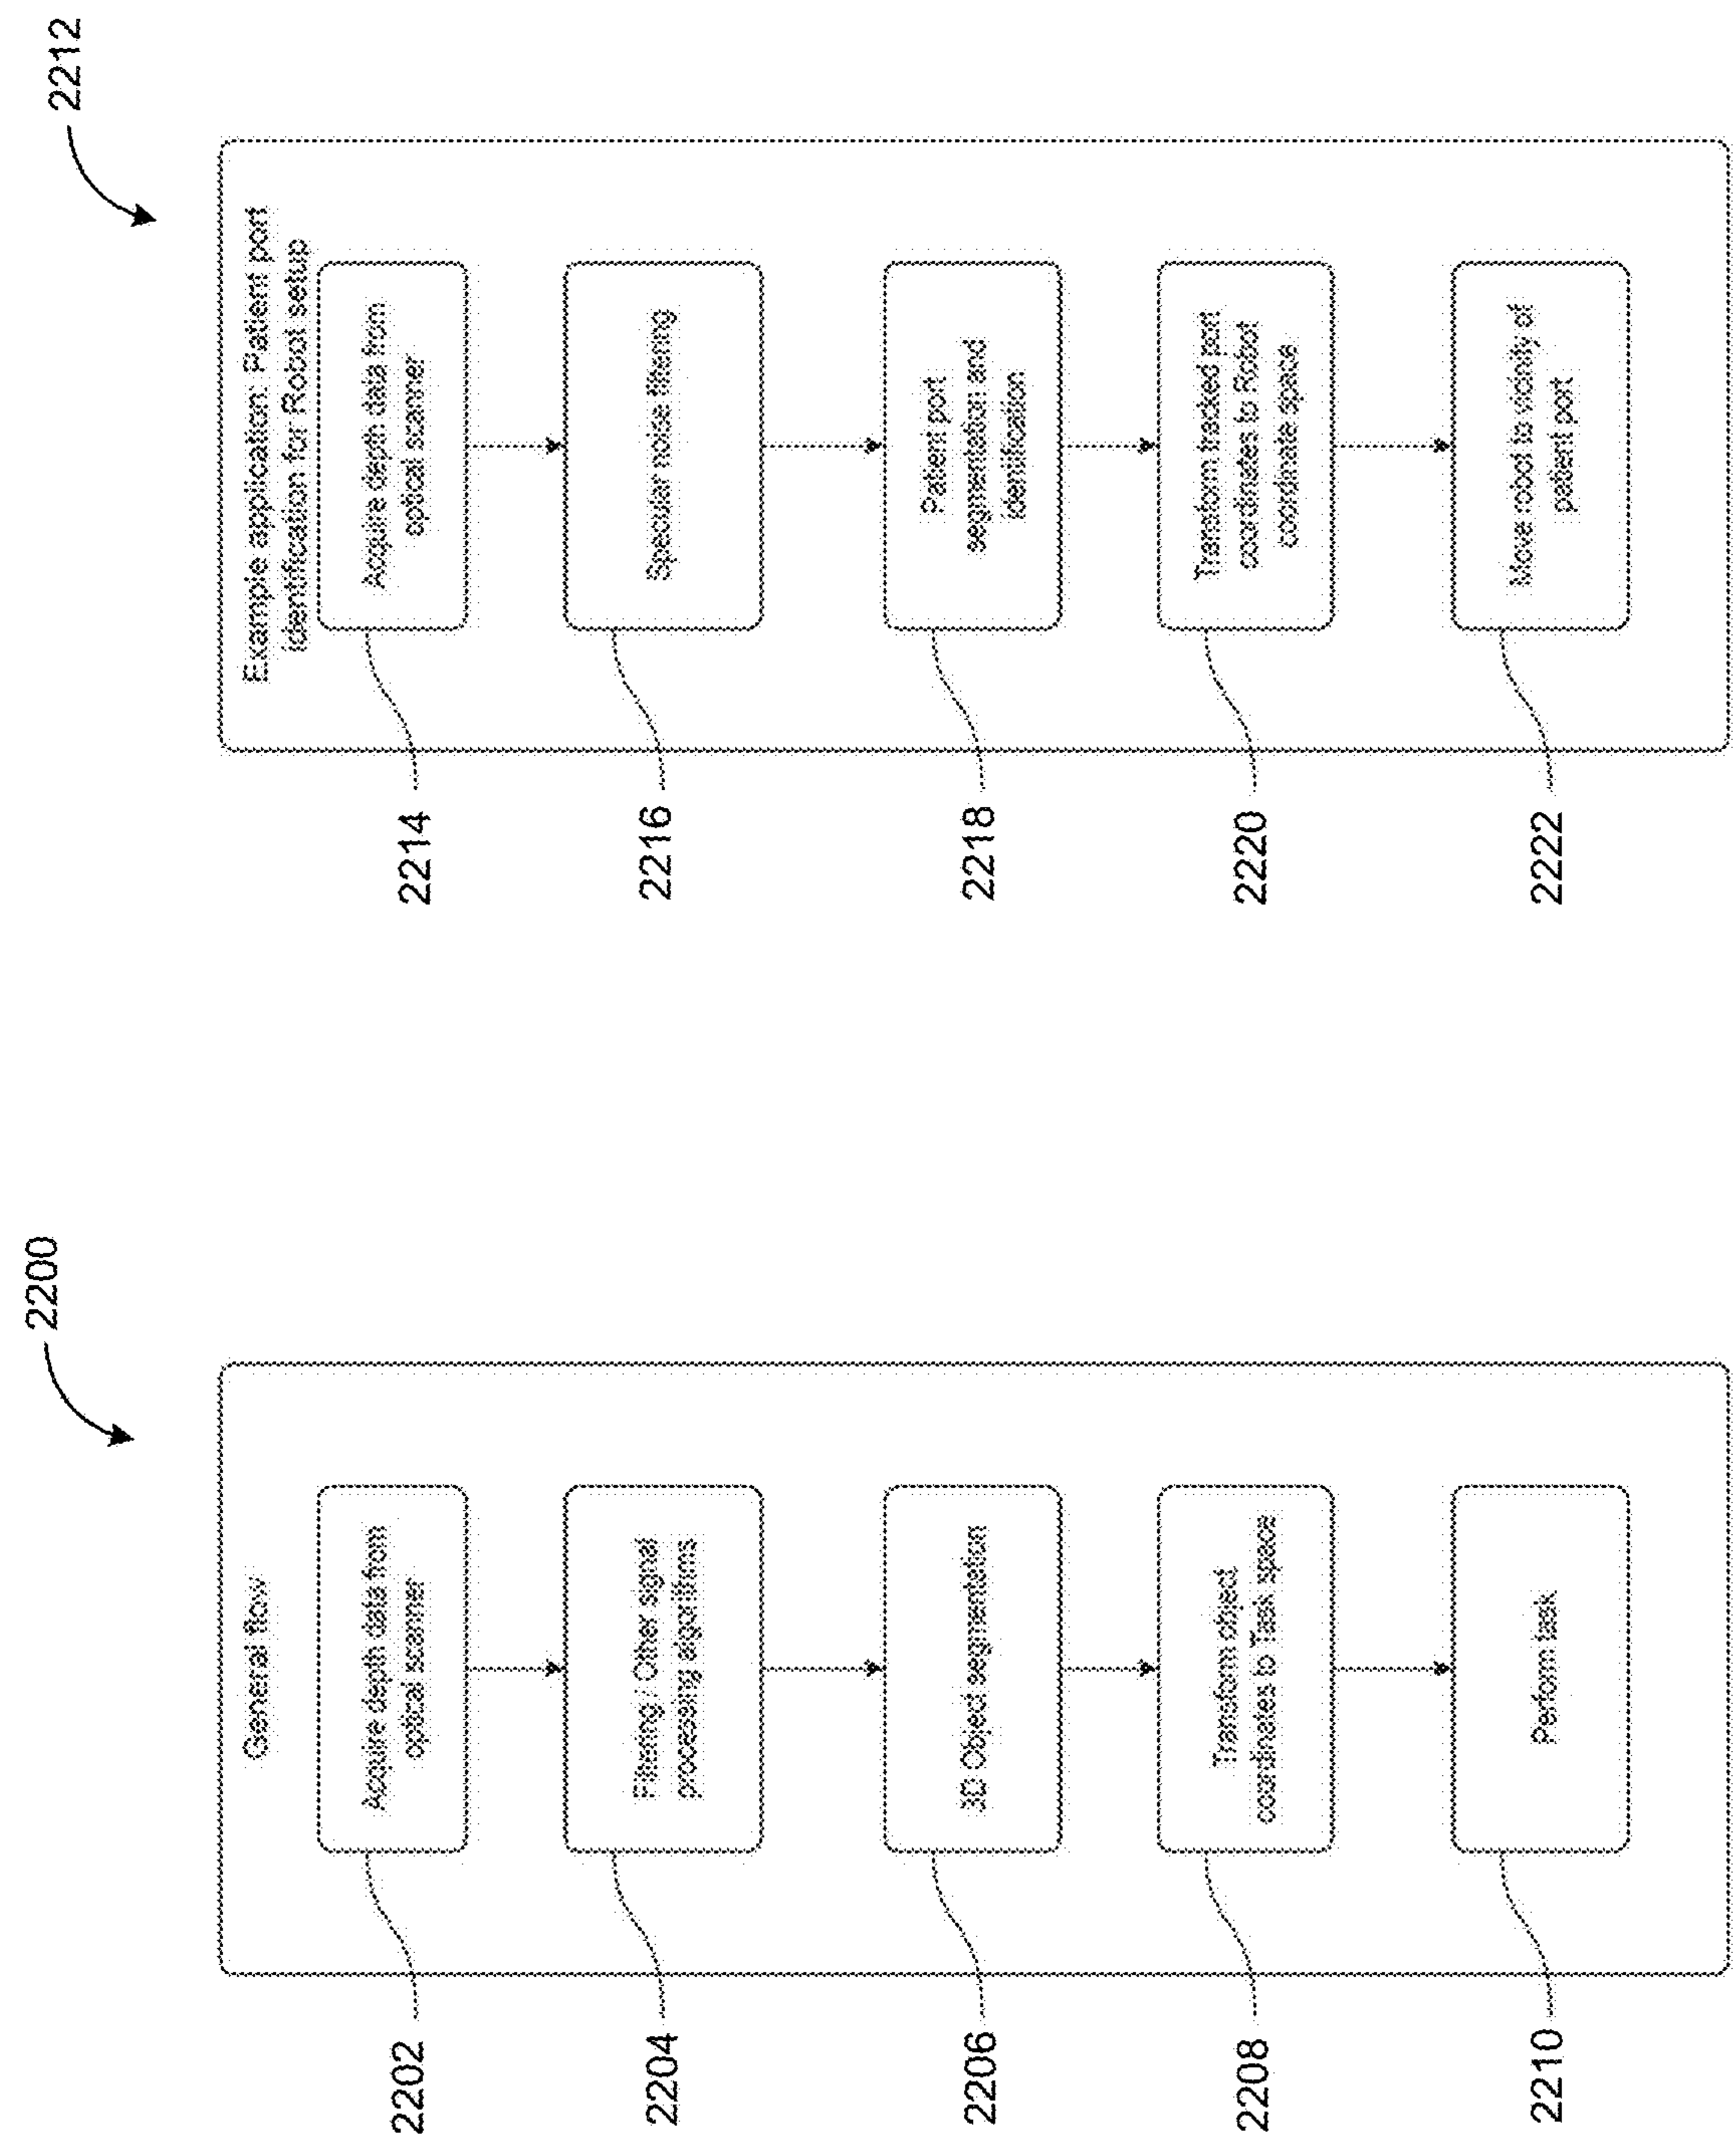 2200
General flow
2202
Acquire depth data from
optical scanner
2204
Filtering / Other signal
processing algorithms
2206
3D Object segmentation
2208
Transform object
coordinates to Task space
2210
Perform task
2212
Example application: Patient port
identification for Robot setup
2214
Acquire depth data from
optical scanner
2216
Specular noise filtering
2218
Patient port
segmentation and
identification
2220
Transform tracked port
coordinates to Robot
coordinate space
2222
Move robot to vicinity of
patient port